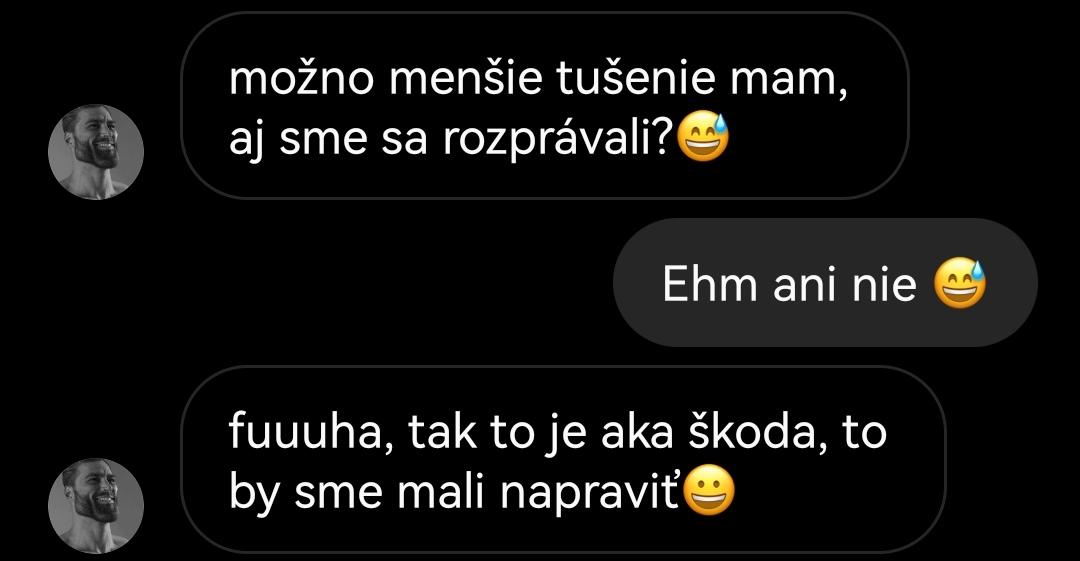 možno menšie tušenie mam,
aj sme sa rozprávali?😅
Ehm ani nie 😅
fuuuha, tak to je aka škoda, to
by sme mali napraviť😀